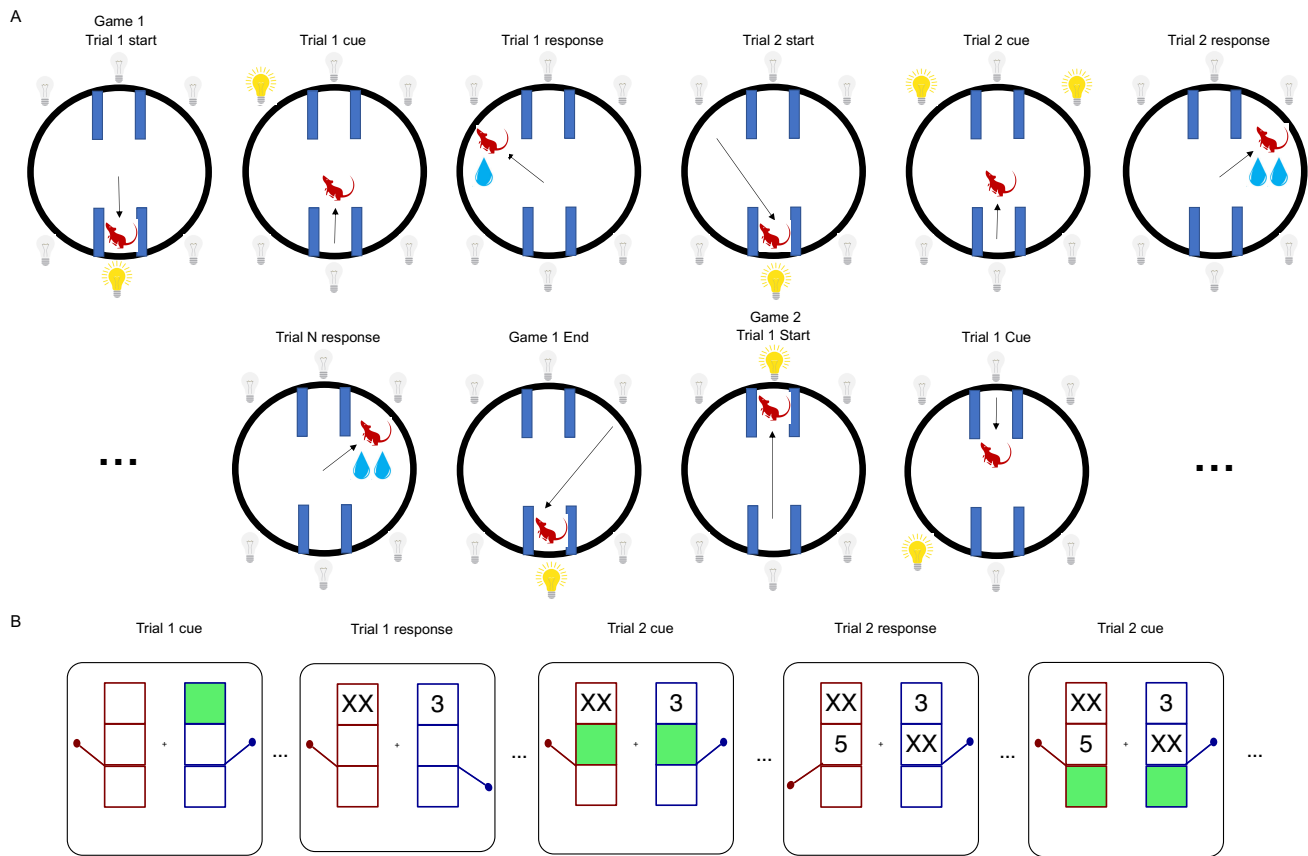 A
Game 1
Trial 1 start
Trial 1 cue
Trial 1 response
Trial 2 start
Trial 2 cue
Trial 2 response
...
Trial N response
Game 1 End
Game 2
Trial 1 Start
Trial 1 Cue
...
B
Trial 1 cue
Trial 1 response
Trial 2 cue
Trial 2 response
Trial 2 cue
+
...
XX + 3
...
XX 3
+
...
XX 3
5 + XX
...
XX 3
5 + XX
...